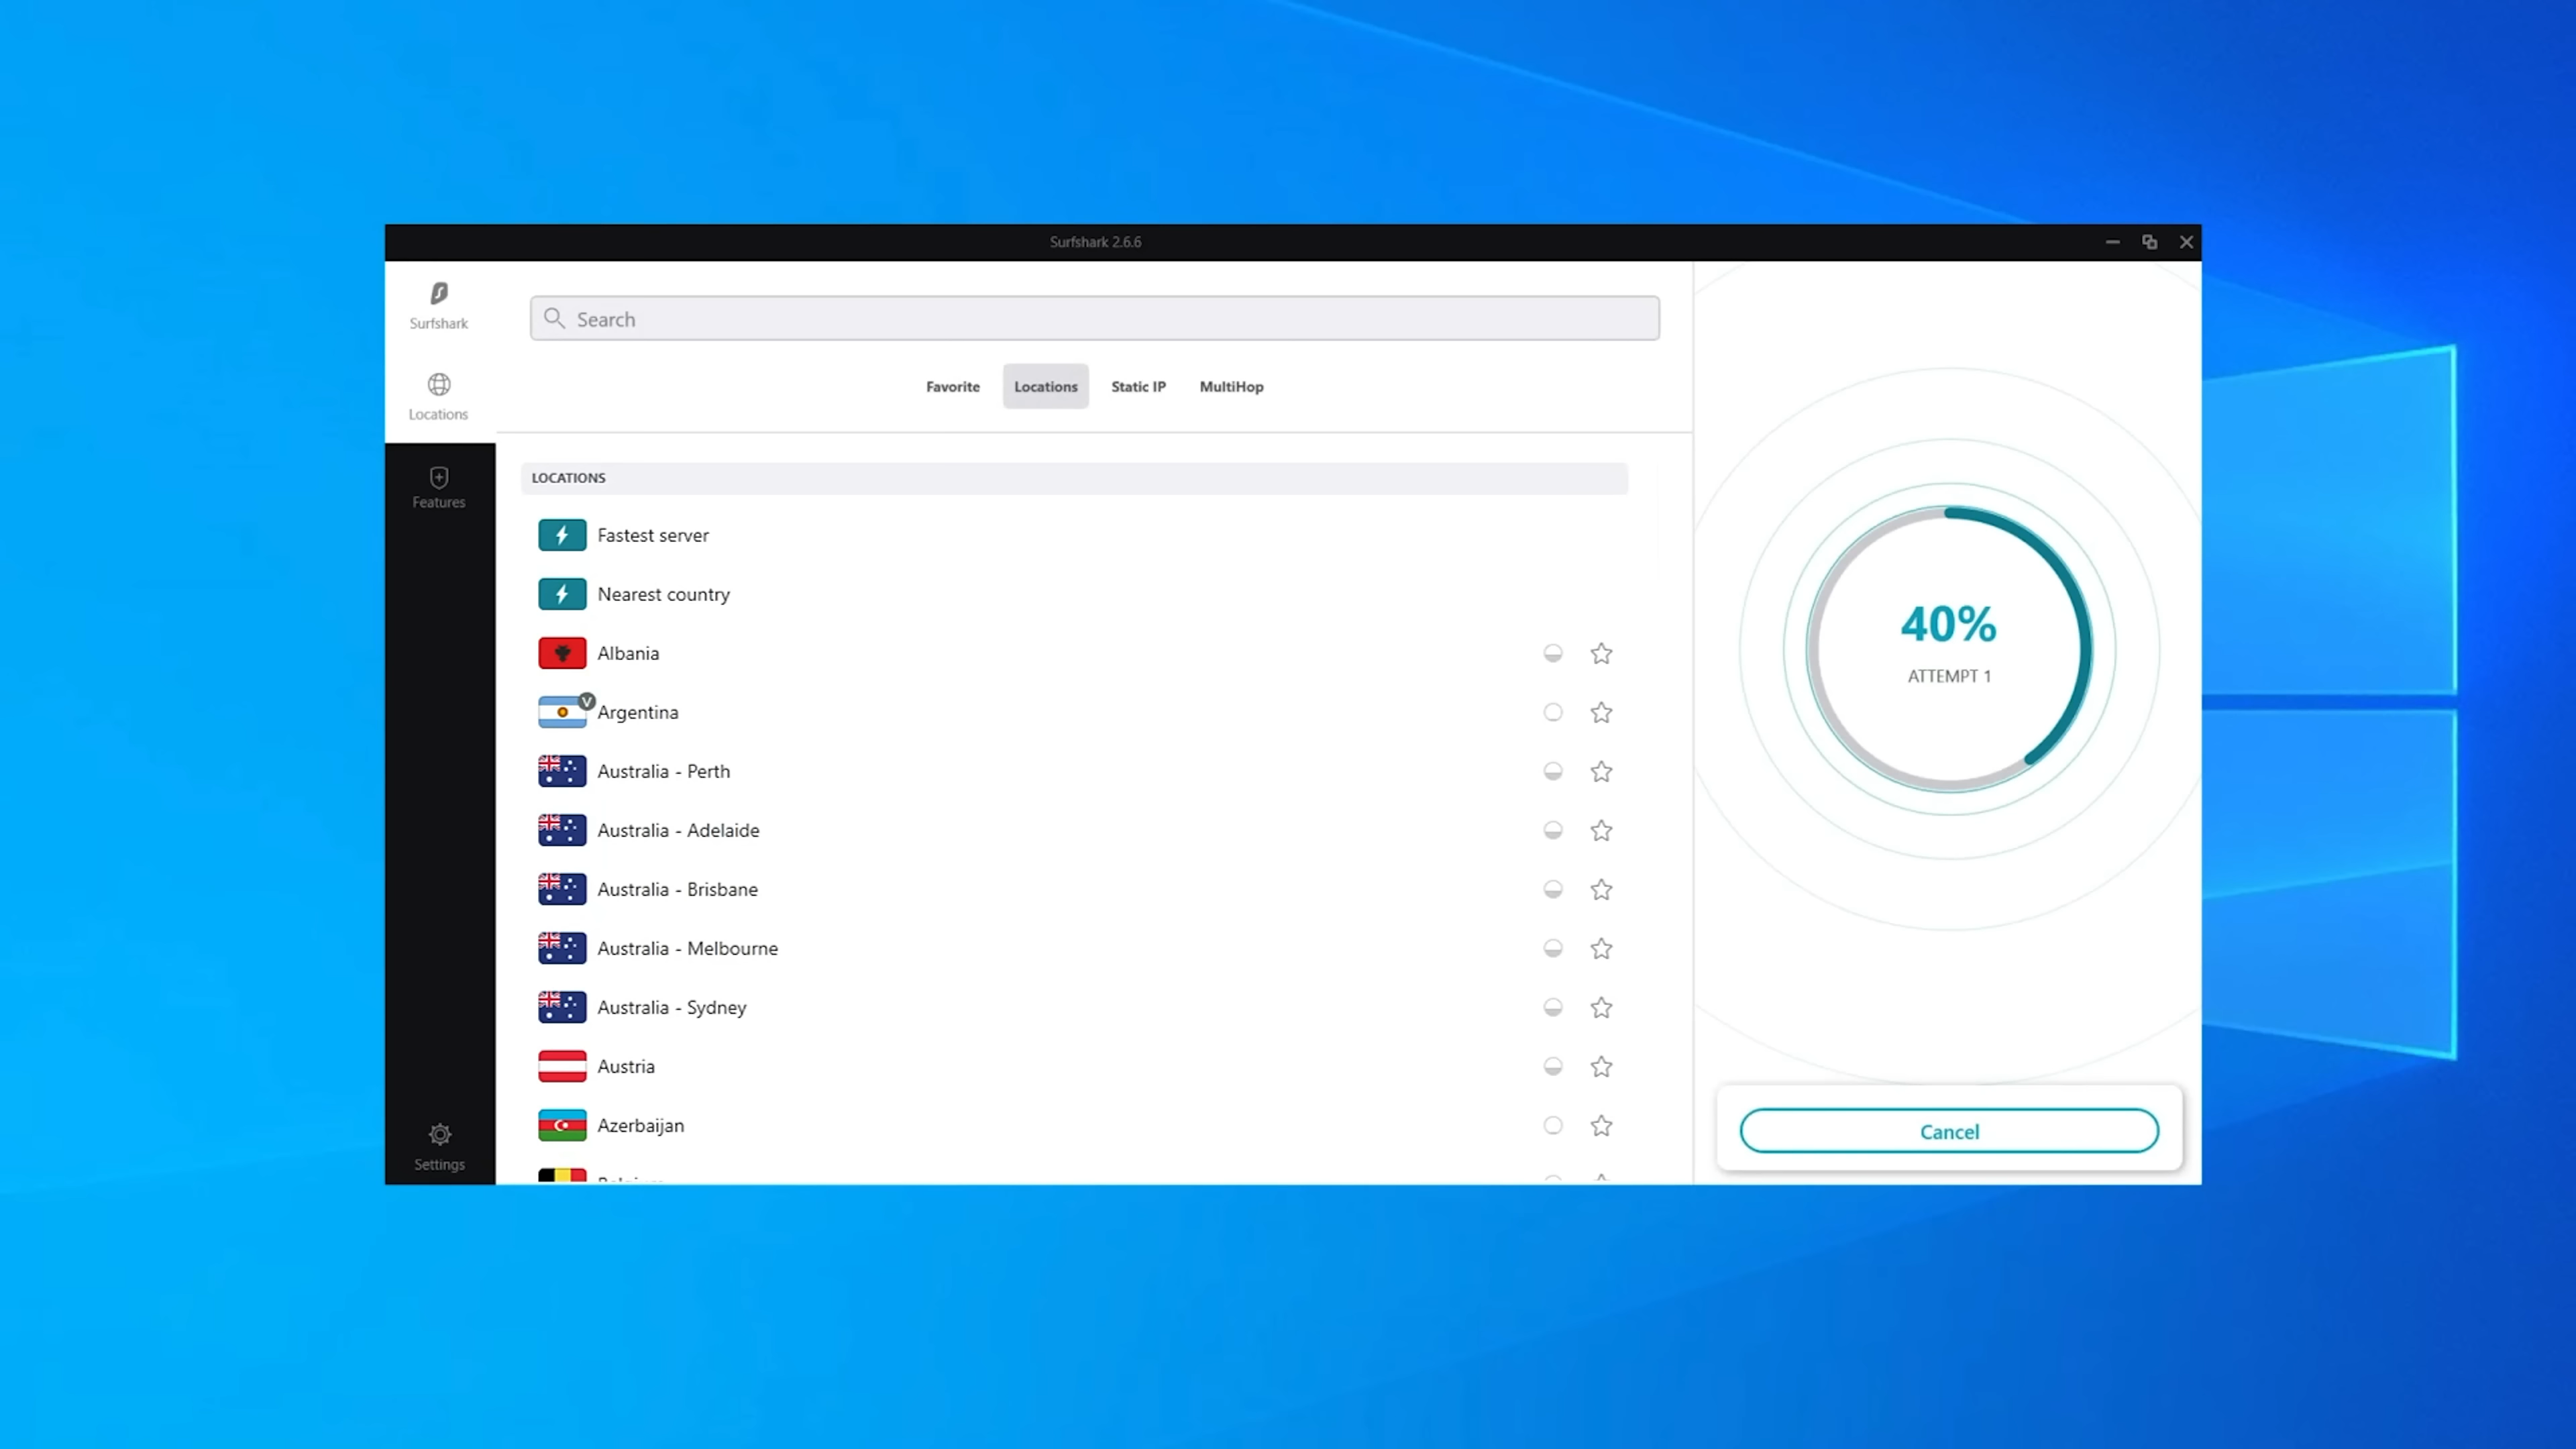 Surfshark 2.6.6
Surfshark
Locations
Features
Settings
Search
Favorite
Locations
Static IP
MultiHop
LOCATIONS
Fastest server
Nearest country
Albania
V
Argentina
Australia - Perth
Australia - Adelaide
Australia - Brisbane
Australia - Melbourne
Australia - Sydney
Austria
Azerbaijan
40%
ATTEMPT 1
Cancel